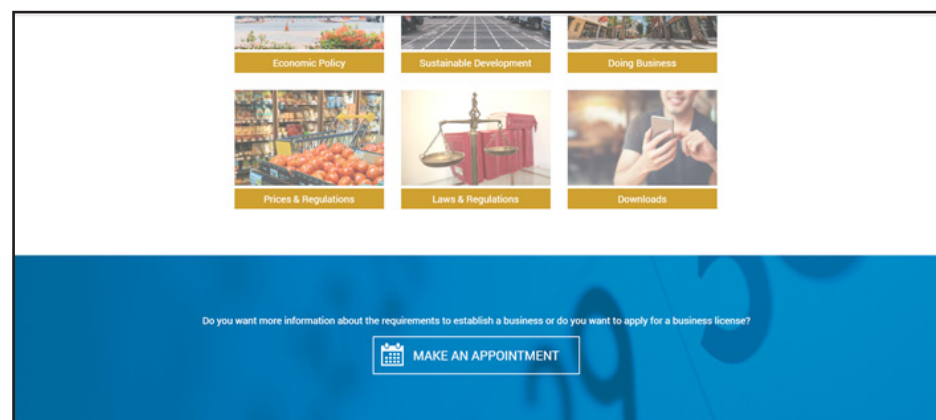 Economic Policy
Sustainable Development
Doing Business
Prices & Regulations
Laws & Regulations
Downloads
Do you want more information about the requirements to establish a business or do you want to apply for a business license?
MAKE AN APPOINTMENT
29